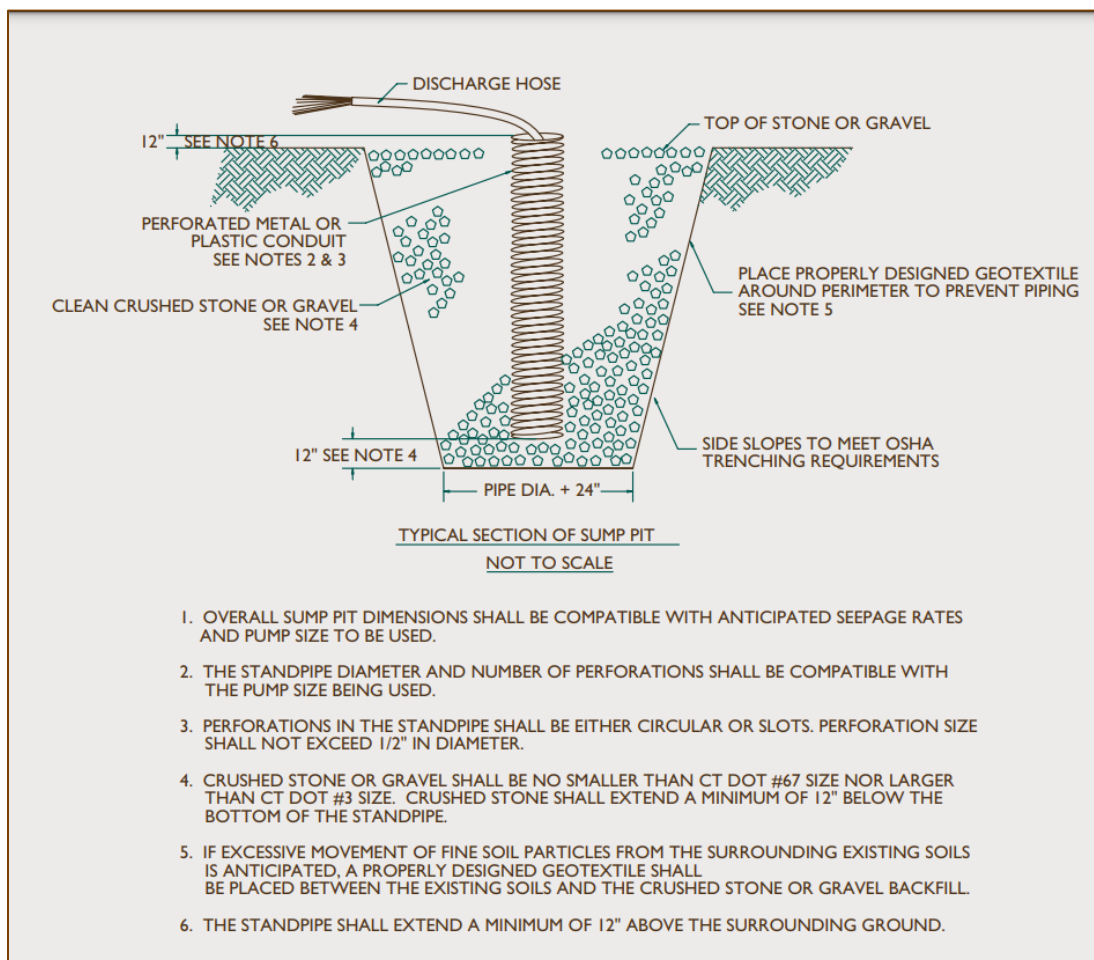 DISCHARGE HOSE
TOP OF STONE OR GRAVEL
12" SEE NOTE 6
PERFORATED METAL OR
PLASTIC CONDUIT
SEE NOTES 2 & 3
PLACE PROPERLY DESIGNED GEOTEXTILE
AROUND PERIMETER TO PREVENT PIPING
SEE NOTE 5
CLEAN CRUSHED STONE OR GRAVEL
SEE NOTE 4
12" SEE NOTE 4
SIDE SLOPES TO MEET OSHA
TRENCHING REQUIREMENTS
PIPE DIA. + 24"
TYPICAL SECTION OF SUMP PIT
NOT TO SCALE
1. OVERALL SUMP PIT DIMENSIONS SHALL BE COMPATIBLE WITH ANTICIPATED SEEPAGE RATES
AND PUMP SIZE TO BE USED.
2. THE STANDPIPE DIAMETER AND NUMBER OF PERFORATIONS SHALL BE COMPATIBLE WITH
THE PUMP SIZE BEING USED.
3. PERFORATIONS IN THE STANDPIPE SHALL BE EITHER CIRCULAR OR SLOTS. PERFORATION SIZE
SHALL NOT EXCEED 1/2" IN DIAMETER.
4. CRUSHED STONE OR GRAVEL SHALL BE NO SMALLER THAN CT DOT #67 SIZE NOR LARGER
THAN CT DOT #3 SIZE. CRUSHED STONE SHALL EXTEND A MINIMUM OF 12" BELOW THE
BOTTOM OF THE STANDPIPE.
5. IF EXCESSIVE MOVEMENT OF FINE SOIL PARTICLES FROM THE SURROUNDING EXISTING SOILS
IS ANTICIPATED, A PROPERLY DESIGNED GEOTEXTILE SHALL
BE PLACED BETWEEN THE EXISTING SOILS AND THE CRUSHED STONE OR GRAVEL BACKFILL.
6. THE STANDPIPE SHALL EXTEND A MINIMUM OF 12" ABOVE THE SURROUNDING GROUND.